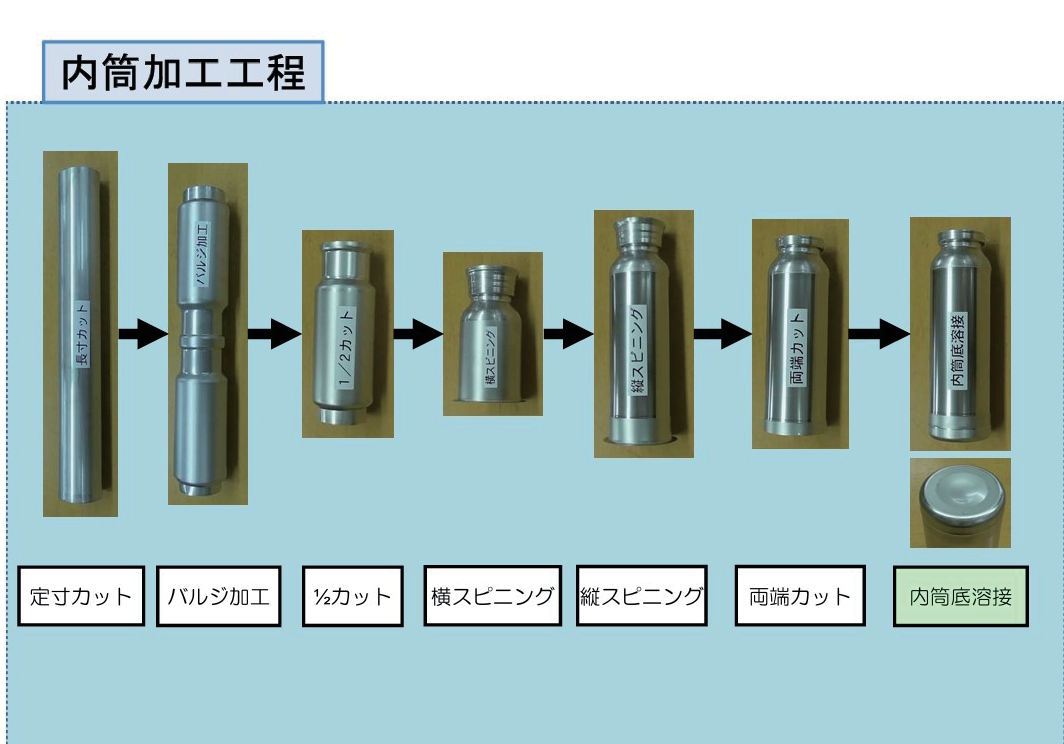 内筒加工工程
長寸カット
バルジ加工
1/2カット
横スピニング
縦スピニング
両端カット
内筒底溶接
定寸カット
バルジ加工
½カット
横スピニング
縦スピニング
両端カット
内筒底溶接